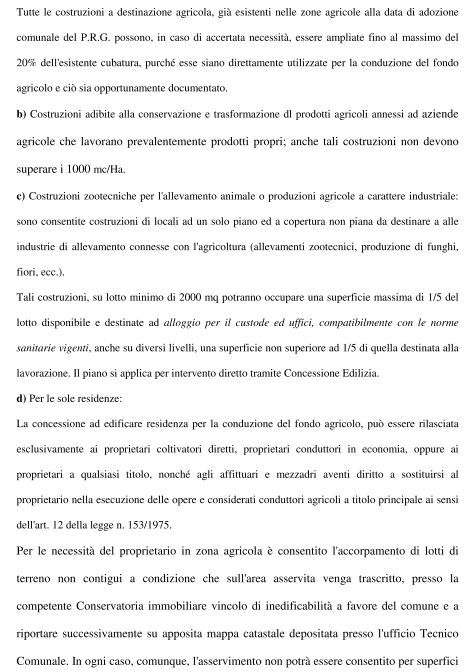 Tutte le costruzioni a destinazione agricola, già esistenti nelle zone agricole alla data di adozione
comunale del P.R.G. possono, in caso di accertata necessità, essere ampliate fino al massimo del
20% dell'esistente cubatura, purché esse siano direttamente utilizzate per la conduzione del fondo
agricolo e ciò sia opportunamente documentato.
b) Costruzioni adibite alla conservazione e trasformazione dl prodotti agricoli annessi ad aziende
agricole che lavorano prevalentemente prodotti propri; anche tali costruzioni non devono
superare i 1000 mc/Ha.
c) Costruzioni zootecniche per l'allevamento animale o produzioni agricole a carattere industriale:
sono consentite costruzioni di locali ad un solo piano ed a copertura non piana da destinare a alle
industrie di allevamento connesse con l'agricoltura (allevamenti zootecnici, produzione di funghi,
fiori, ecc.).
Tali costruzioni, su lotto minimo di 2000 mq potranno occupare una superficie massima di 1/5 del
lotto disponibile e destinate ad alloggio per il custode ed uffici, compatibilmente con le norme
sanitarie vigenti, anche su diversi livelli, una superficie non superiore ad 1/5 di quella destinata alla
lavorazione. Il piano si applica per intervento diretto tramite Concessione Edilizia.
d) Per le sole residenze:
La concessione ad edificare residenza per la conduzione del fondo agricolo, può essere rilasciata
esclusivamente ai proprietari coltivatori diretti, proprietari conduttori in economia, oppure ai
proprietari a qualsiasi titolo, nonché agli affittuari e mezzadri aventi diritto a sostituirsi al
proprietario nella esecuzione delle opere e considerati conduttori agricoli a titolo principale ai sensi
dell'art. 12 della legge n. 153/1975.
Per le necessità del proprietario in zona agricola è consentito l'accorpamento di lotti di
terreno non contigui a condizione che sull'area asservita venga trascritto, presso la
competente Conservatoria immobiliare vincolo di inedificabilità a favore del comune e a
riportare successivamente su apposita mappa catastale depositata presso l'ufficio Tecnico
Comunale. In ogni caso, comunque, l'asservimento non potrà essere consentito per superfici